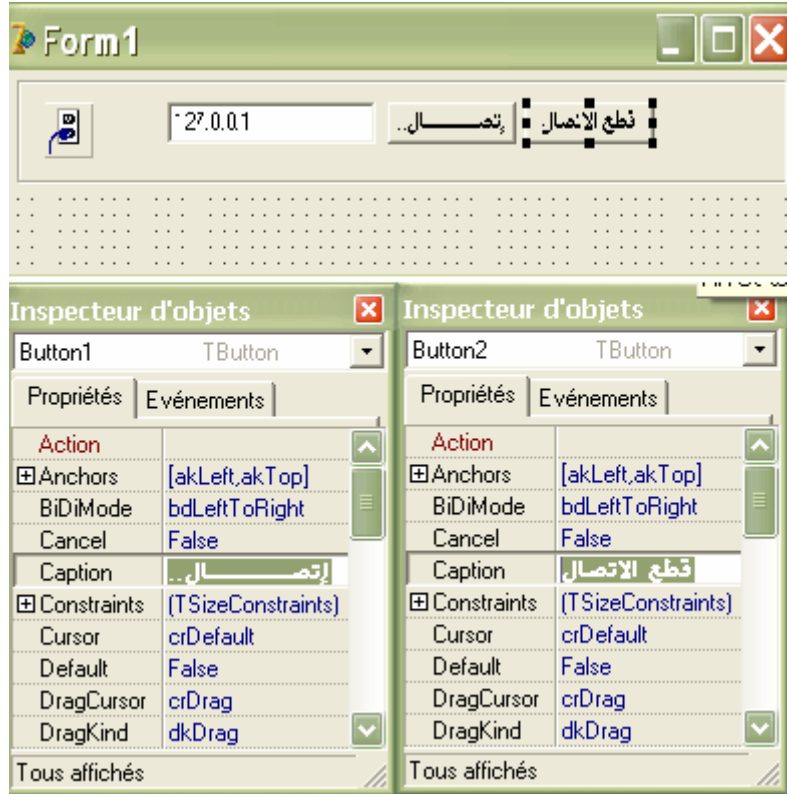 Form1
127.0.0.1
إتصـــــــال..
قطع الاتصال
Inspecteur d'objets
Button1 TButton
Propriétés Evénements
Action
Anchors [akLeft,akTop]
BiDiMode bdLeftToRight
Cancel False
Caption إتصـــــــال..
Constraints (TSizeConstraints)
Cursor crDefault
Default False
DragCursor crDrag
DragKind dkDrag
Tous affichés
Inspecteur d'objets
Button2 TButton
Propriétés Evénements
Action
Anchors [akLeft,akTop]
BiDiMode bdLeftToRight
Cancel False
Caption قطع الاتصال
Constraints (TSizeConstraints)
Cursor crDefault
Default False
DragCursor crDrag
DragKind dkDrag
Tous affichés